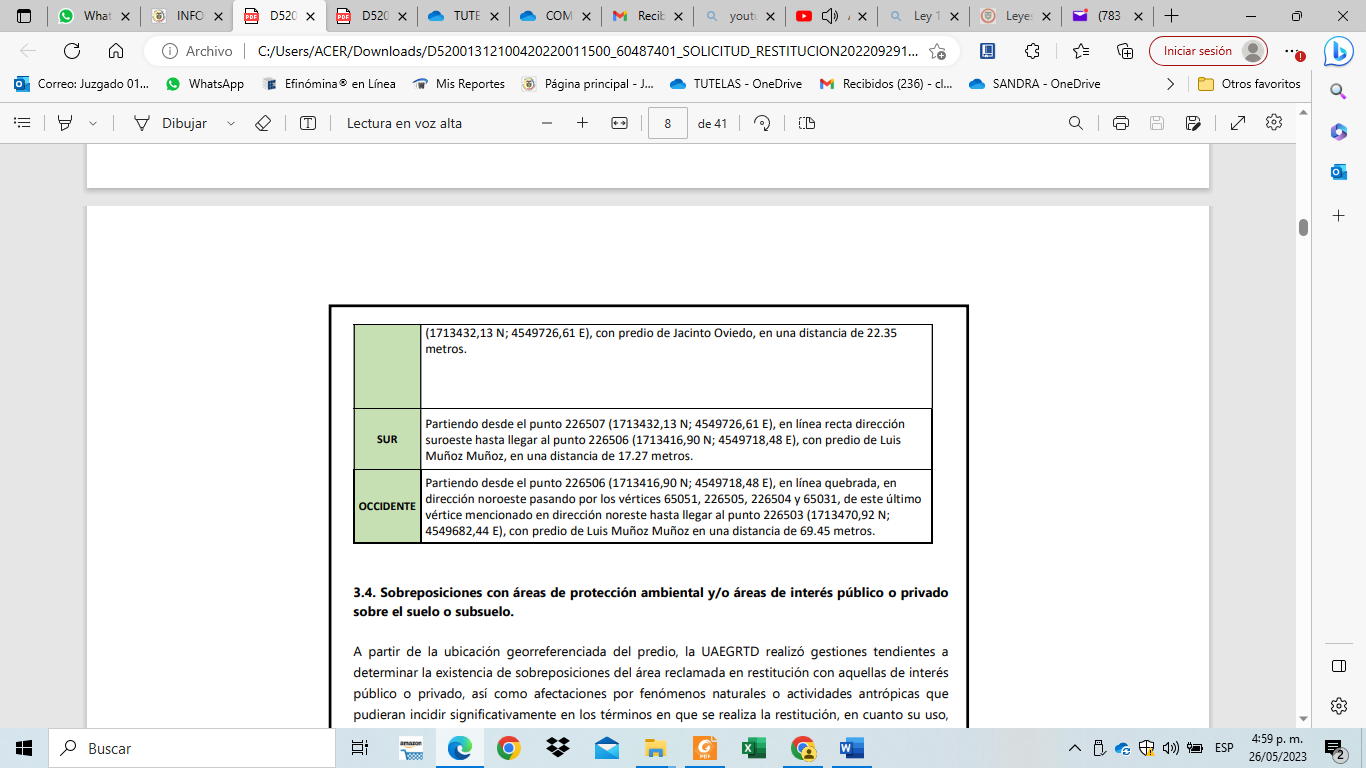 What
INFO
D520
D520
TUTE
COM
Recib
yout
Ley 1
Leyes
(783
Archivo
C:/Users/ACER/Downloads/D52001312100420220011500_60487401_SOLICITUD_RESTITUCION202209291...
Iniciar sesión
Correo: Juzgado 01...
WhatsApp
Efinómina® en Línea
Mis Reportes
Página principal - J...
TUTELAS - OneDrive
Recibidos (236) - cl...
SANDRA - OneDrive
Otros favoritos
Dibujar
Lectura en voz alta
8
de 41
(1713432,13 N; 4549726,61 E), con predio de Jacinto Oviedo, en una distancia de 22.35
metros.
SUR
Partiendo desde el punto 226507 (1713432,13 N; 4549726,61 E), en línea recta dirección
suroeste hasta llegar al punto 226506 (1713416,90 N; 4549718,48 E), con predio de Luis
Muñoz Muñoz, en una distancia de 17.27 metros.
OCCIDENTE
Partiendo desde el punto 226506 (1713416,90 N; 4549718,48 E), en línea quebrada, en
dirección noroeste pasando por los vértices 65051, 226505, 226504 y 65031, de este último
vértice mencionado en dirección noreste hasta llegar al punto 226503 (1713470,92 N;
4549682,44 E), con predio de Luis Muñoz Muñoz en una distancia de 69.45 metros.
3.4. Sobreposiciones con áreas de protección ambiental y/o áreas de interés público o privado
sobre el suelo o subsuelo.
A partir de la ubicación georreferenciada del predio, la UAEGRTD realizó gestiones tendientes a
determinar la existencia de sobreposiciones del área reclamada en restitución con aquellas de interés
público o privado, así como afectaciones por fenómenos naturales o actividades antrópicas que
pudieran incidir significativamente en los términos en que se realiza la restitución, en cuanto su uso,
Buscar
amazon
ESP
4:59 p. m.
26/05/2023
2